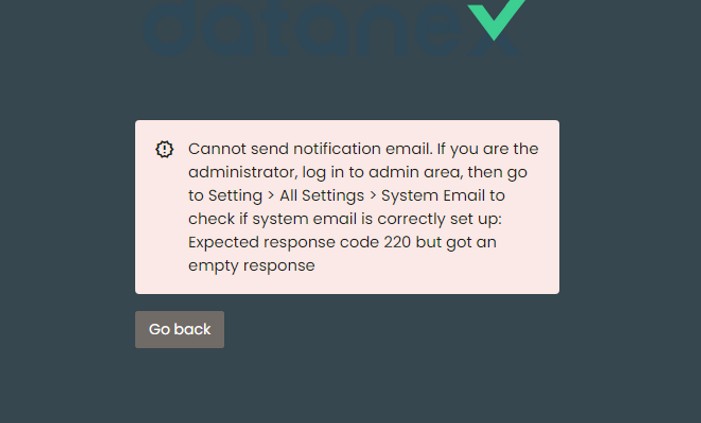 datanex
Cannot send notification email. If you are the
administrator, log in to admin area, then go
to Setting > All Settings > System Email to
check if system email is correctly set up:
Expected response code 220 but got an
empty response
Go back